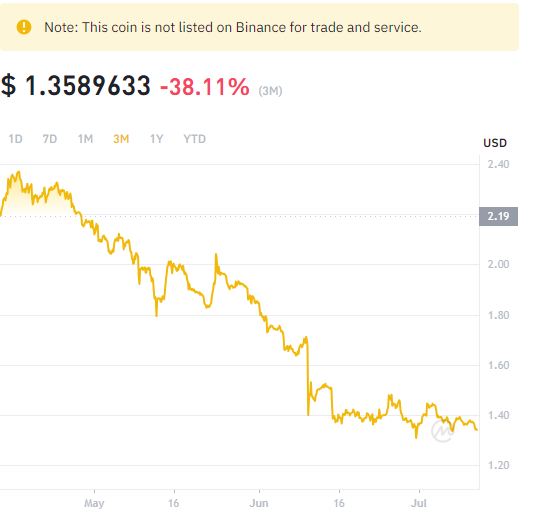 Note: This coin is not listed on Binance for trade and service.
$ 1.3589633 -38.11% (3M)
1D 7D 1M 3M 1Y YTD
USD
2.40
2.19
2.00
1.80
1.60
1.40
1.20
May 16 Jun 16 Jul